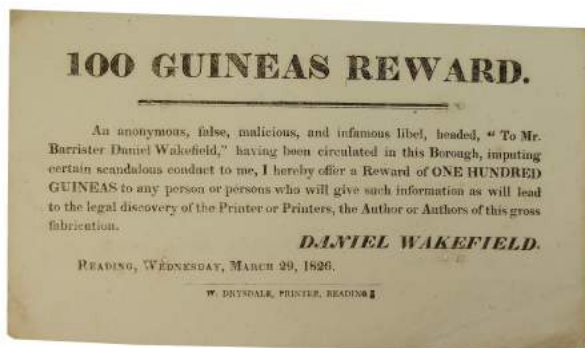 100 GUINEAS REWARD.
An anonymous, false, malicious, and infamous libel, headed, “ To Mr.
Barrister Daniel Wakefield,” having been circulated in this Borough, imputing
certain scandalous conduct to me, I hereby offer a Reward of ONE HUNDRED
GUINEAS to any person or persons who will give such information as will lead
to the legal discovery of the Printer or Printers, the Author or Authors of this gross
fabrication.
DANIEL WAKEFIELD.
READING, WEDNESDAY, MARCH 29, 1826.
W. DRYSDALE, PRINTER, READING